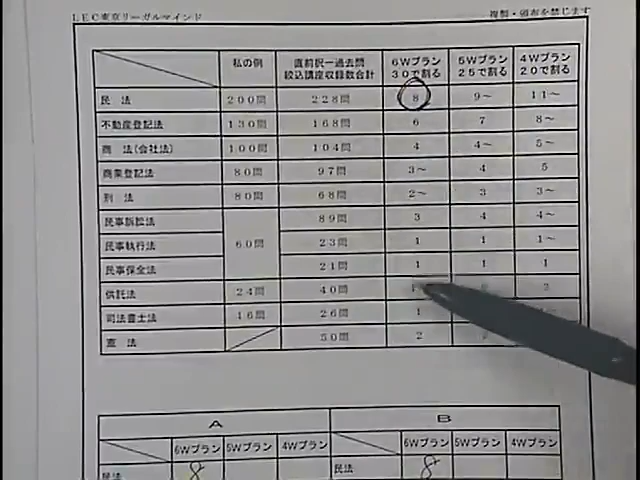 LEC東京リーガルマインド 複製・頒布を禁じます
私の例 直前択一過去問絞込講座収録数合計 6Wプラン30で割る 5Wプラン25で割る 4Wプラン20で割る
民法 200問 228問 8 9~ 11~
不動産登記法 130問 168問 6 7 8~
商法(会社法) 100問 104問 4 4~ 5~
商業登記法 80問 97問 3~ 4 5
刑法 80問 68問 2~ 3 3~
民事訴訟法 60問 89問 3 4 4~
民事執行法 23問 1 1 1~
民事保全法 21問 1 1 1
供託法 24問 40問 1 2
司法書士法 16問 26問 1
憲法 50問 2
A B
6Wプラン 5Wプラン 4Wプラン 6Wプラン 5Wプラン 4Wプラン
民法 8 民法 8